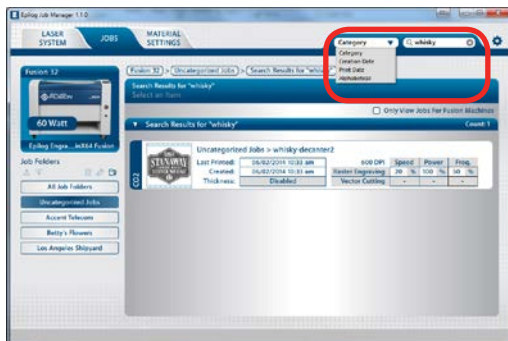 Epilog Job Manager 1.1.0
LASER SYSTEM
JOBS
MATERIAL SETTINGS
Category
whisky
Category
Creation Date
Print Date
Alphabetical
Fusion 32
60 Watt
Fusion 32 > Uncategorized Jobs > Search Results for "whisky"
Search Results for "whisky"
Select an Item
Only View Jobs For Fusion Machines
Search Results for "whisky"
Count: 1
Job Folders
All Job Folders
Uncategorized Jobs
Accent Telecom
Betty's Flowers
Los Angeles Shipyard
CO2
STANAWAY
Uncategorized Jobs > whisky-decanter2
Last Printed: 06/02/2014 10:33 am
Created: 06/02/2014 10:33 am
Thickness: Disabled
600 DPI Speed Power Freq.
Raster Engraving 20 % 100 % 50 %
Vector Cutting - - -